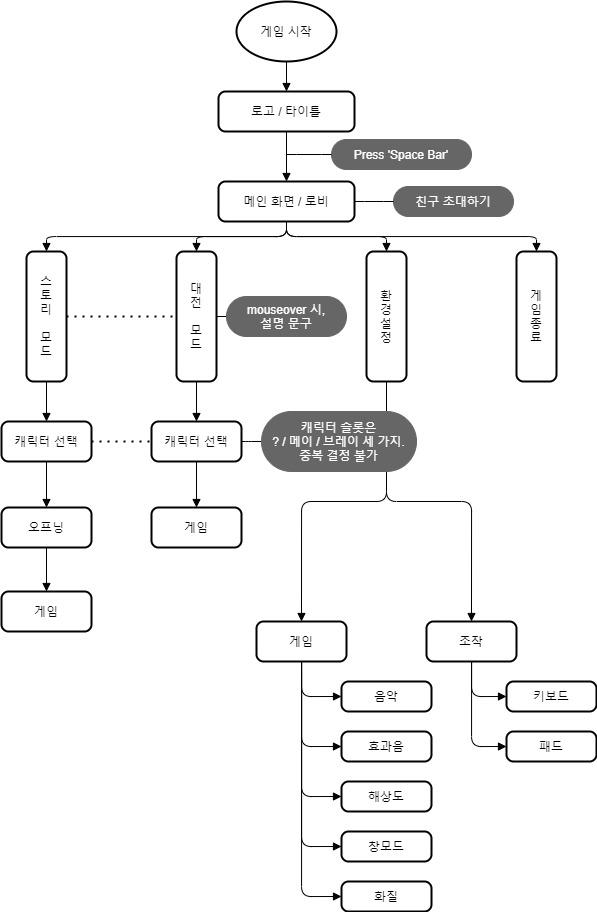 게임 시작
로고 / 타이틀
Press 'Space Bar'
메인 화면 / 로비
친구 초대하기
스토리 모드
대전 모드
mouseover 시,
설명 문구
환경설정
게임종료
캐릭터 선택
캐릭터 선택
캐릭터 슬롯은
? / 메이 / 브레이 세 가지.
중복 결정 불가
오프닝
게임
게임
게임
조작
음악
키보드
효과음
패드
해상도
창모드
화질